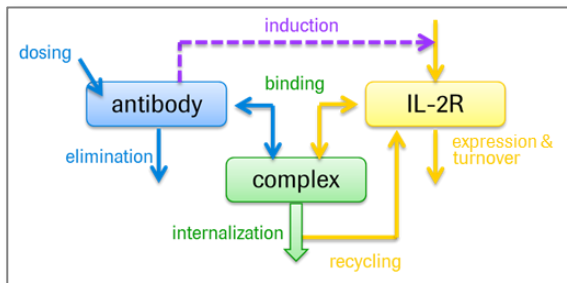 induction
dosing
binding
antibody
IL-2R
elimination
expression &
turnover
complex
internalization
recycling